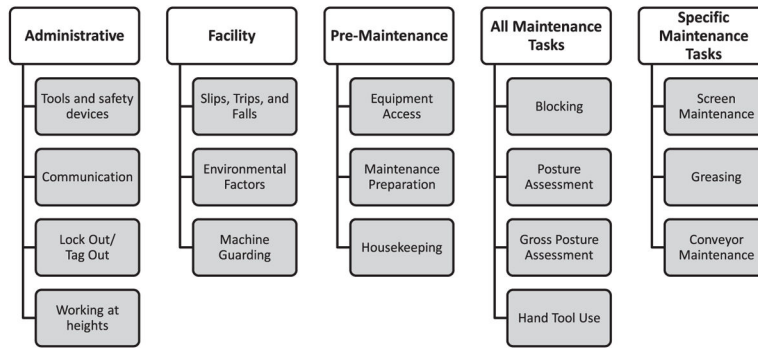 Administrative
Tools and safety
devices
Communication
Lock Out/
Tag Out
Working at
heights
Facility
Slips, Trips, and
Falls
Environmental
Factors
Machine
Guarding
Pre-Maintenance
Equipment
Access
Maintenance
Preparation
Housekeeping
All Maintenance
Tasks
Blocking
Posture
Assessment
Gross Posture
Assessment
Hand Tool Use
Specific
Maintenance
Tasks
Screen
Maintenance
Greasing
Conveyor
Maintenance